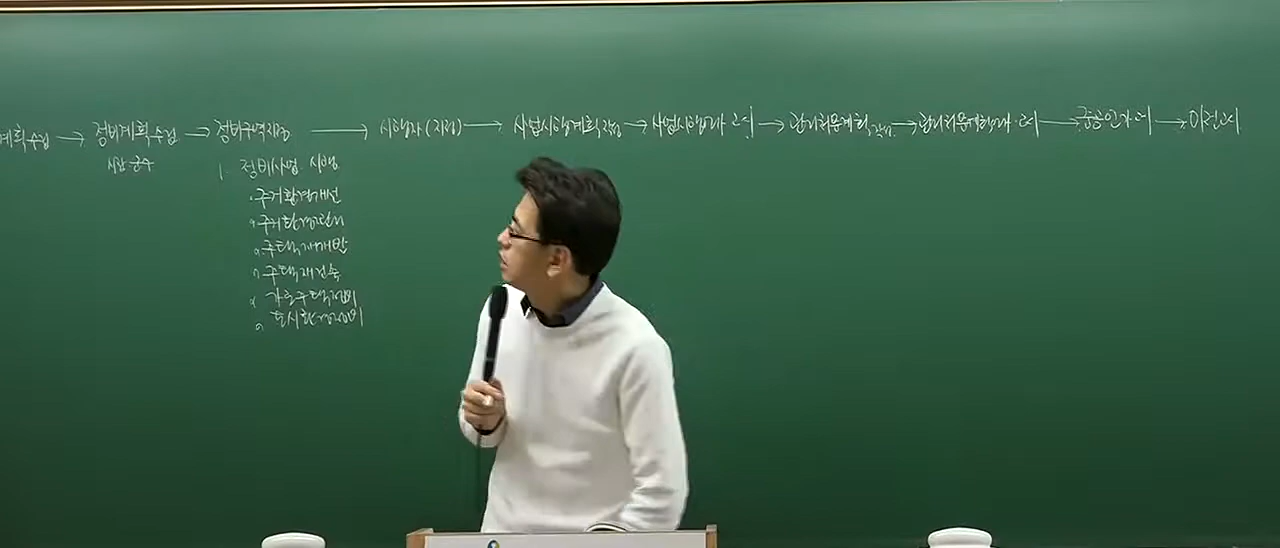 계획수립 → 정비계획수립 → 정비구역지정 → 시행자(지정) → 사업시행계획작성 → 사업시행인가 고시 → 관리처분계획작성 → 관리처분계획인가 고시 → 준공인가고시 → 이전고시
시장 군수
1. 정비사업 시행
주거환경개선
주거환경관리
주택재개발
주택재건축
가로주택정비
도시환경정비